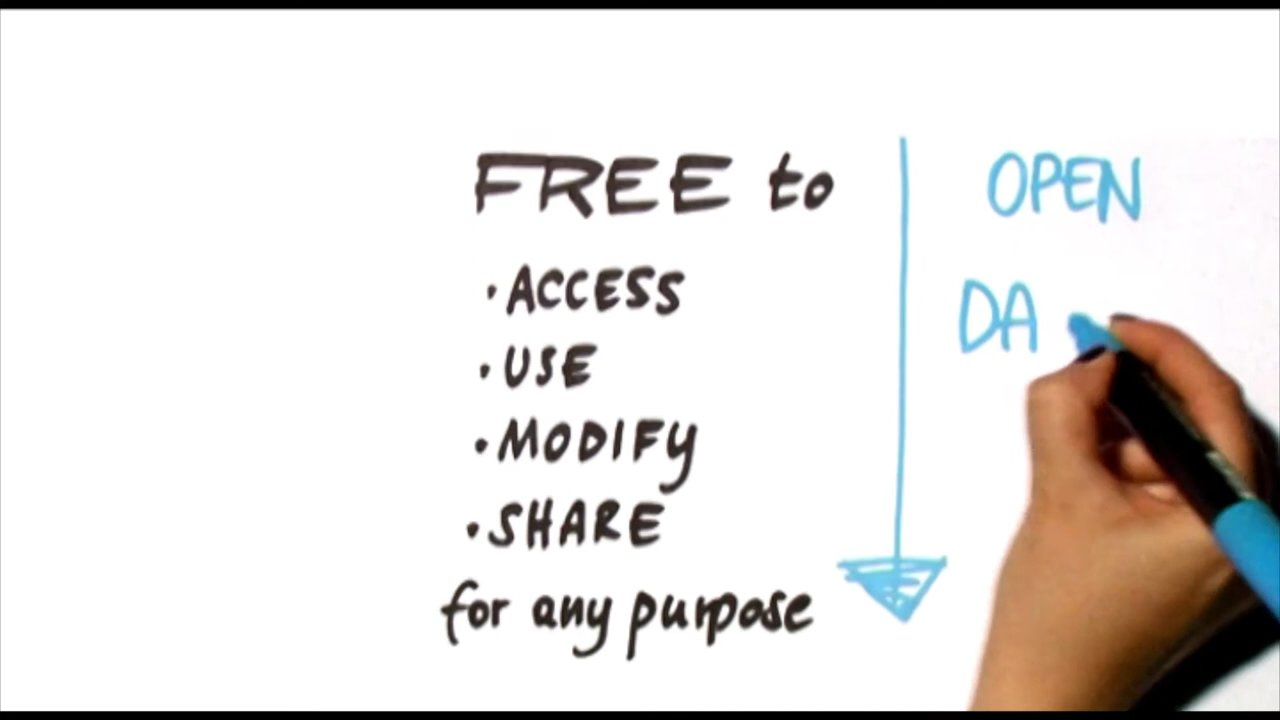 FREE to
· ACCESS
· USE
· MODIFY
· SHARE
for any purpose
OPEN
DA